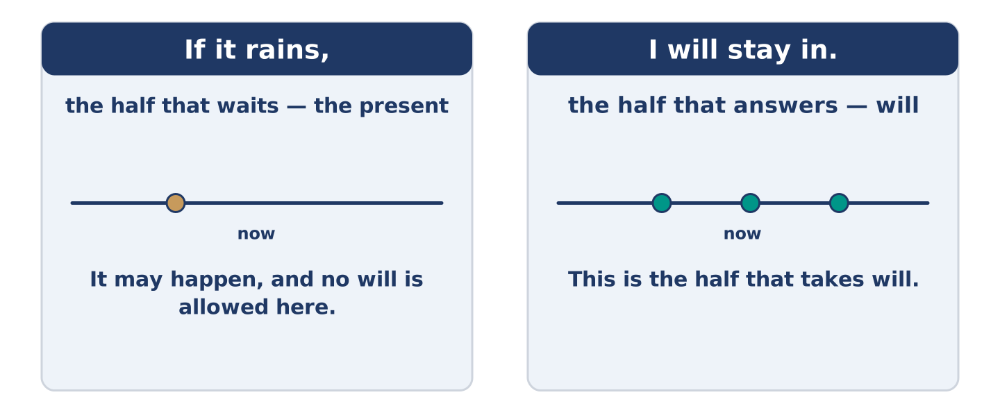 If it rains,
the half that waits — the present
now
It may happen, and no will is
allowed here.
I will stay in.
the half that answers — will
now
This is the half that takes will.